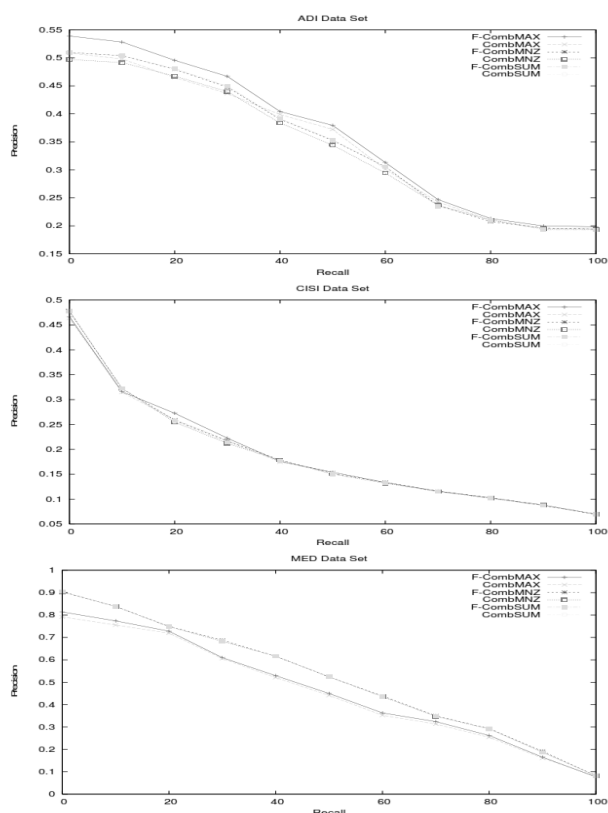 ADI Data Set
0.55
0.5
0.45
0.4
0.35
0.3
0.25
0.2
0.15
Precision
F-CombMAX
CombMAX
F-CombMNZ
CombMNZ
F-CombSUM
CombSUM
0 20 40 60 80 100
Recall
CISI Data Set
0.5
0.45
0.4
0.35
0.3
0.25
0.2
0.15
0.1
0.05
Precision
F-CombMAX
CombMAX
F-CombMNZ
CombMNZ
F-CombSUM
CombSUM
0 20 40 60 80 100
Recall
MED Data Set
1
0.9
0.8
0.7
0.6
0.5
0.4
0.3
0.2
0.1
0
Precision
F-CombMAX
CombMAX
F-CombMNZ
CombMNZ
F-CombSUM
CombSUM
0 20 40 60 80 100
Recall